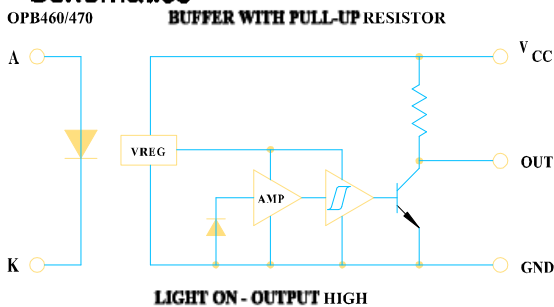 OPB460/470
BUFFER WITH PULL-UP RESISTOR
A
V CC
VREG
OUT
AMP
K
GND
LIGHT ON - OUTPUT HIGH